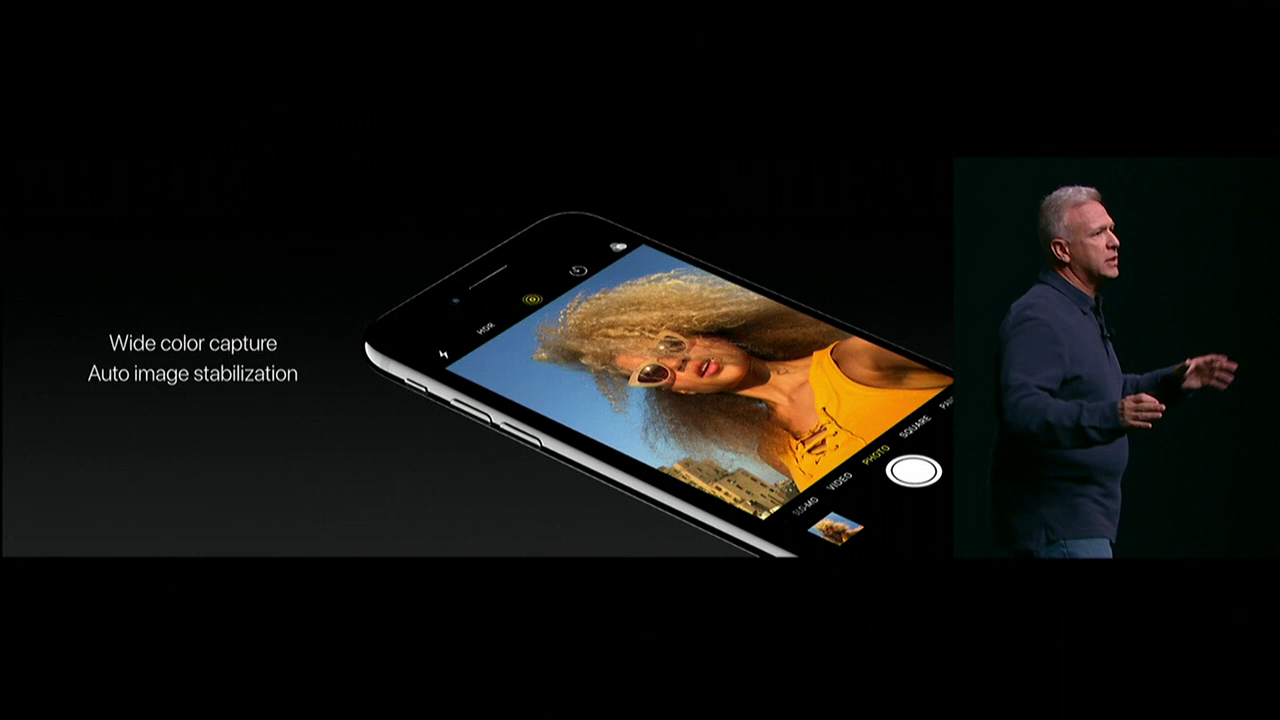 Wide color capture
Auto image stabilization
HDR
SLO-MO
VIDEO
PHOTO
SQUARE